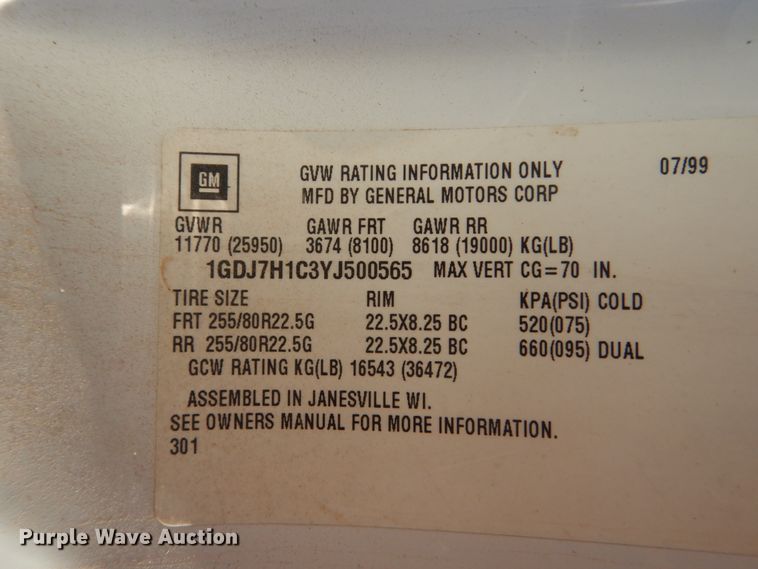 GM
GVW RATING INFORMATION ONLY 07/99
MFD BY GENERAL MOTORS CORP
GVWR GAWR FRT GAWR RR
11770 (25950) 3674 (8100) 8618 (19000) KG(LB)
1GDJ7H1C3YJ500565 MAX VERT CG=70 IN.
TIRE SIZE RIM KPA(PSI) COLD
FRT 255/80R22.5G 22.5X8.25 BC 520(075)
RR 255/80R22.5G 22.5X8.25 BC 660(095) DUAL
GCW RATING KG(LB) 16543 (36472)
ASSEMBLED IN JANESVILLE WI.
SEE OWNERS MANUAL FOR MORE INFORMATION.
301
Purple Wave Auction